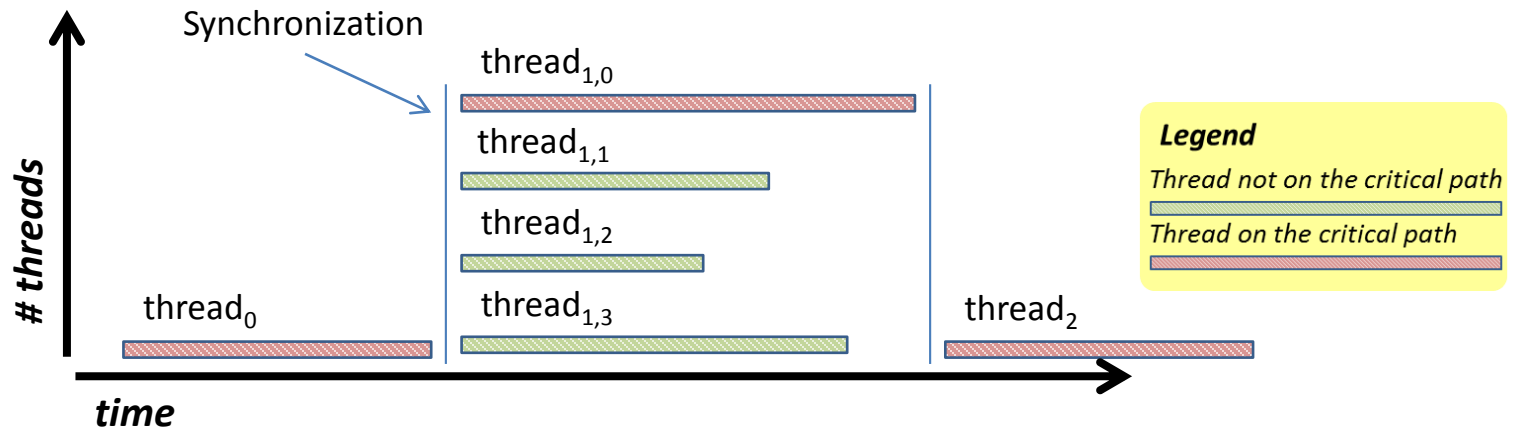 Synchronization
thread1,0
thread1,1
thread1,2
thread1,3
thread0
thread2
# threads
time
Legend
Thread not on the critical path
Thread on the critical path